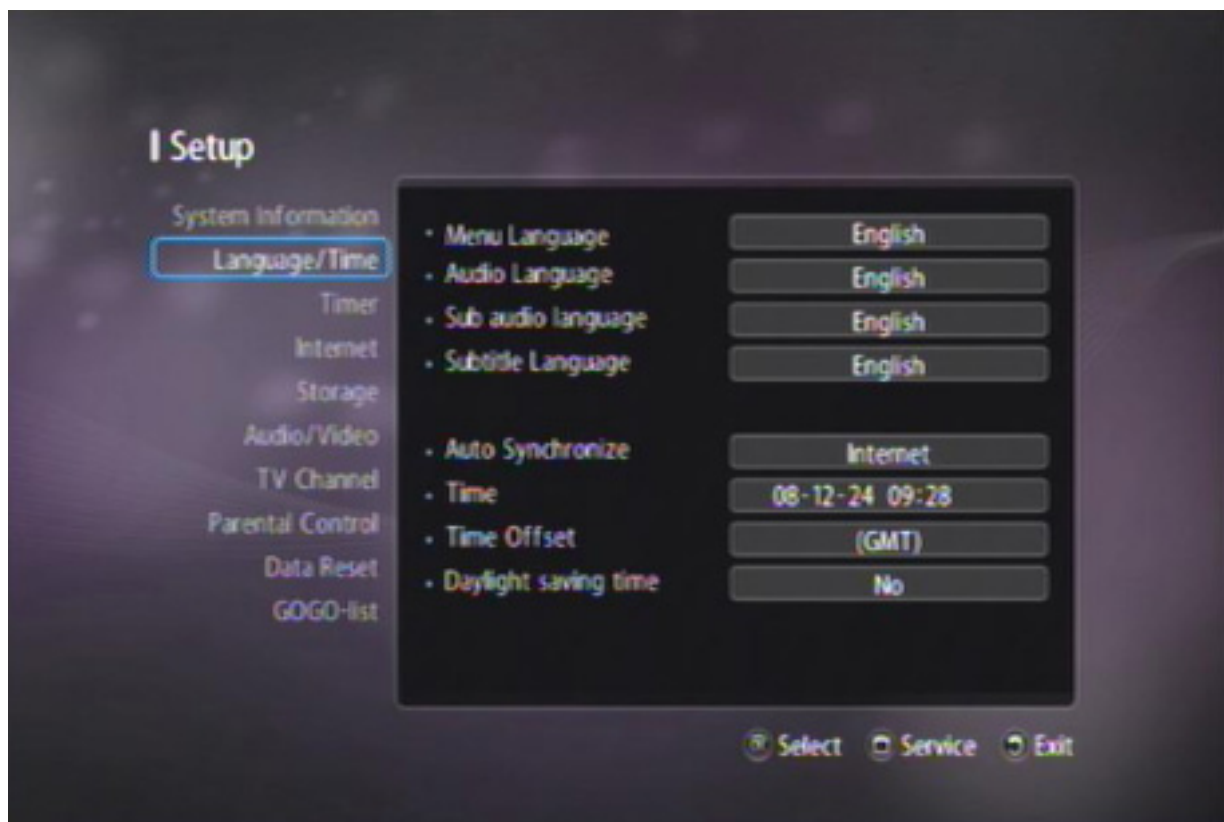 Setup
System Information
Language/Time
Timer
Internet
Storage
Audio/Video
TV Channel
Parental Control
Data Reset
GOGO-list
Menu Language English
Audio Language English
Sub audio language English
Subtitle Language English
Auto Synchronize Internet
Time 08-12-24 09:28
Time Offset (GMT)
Daylight saving time No
Select Service Exit